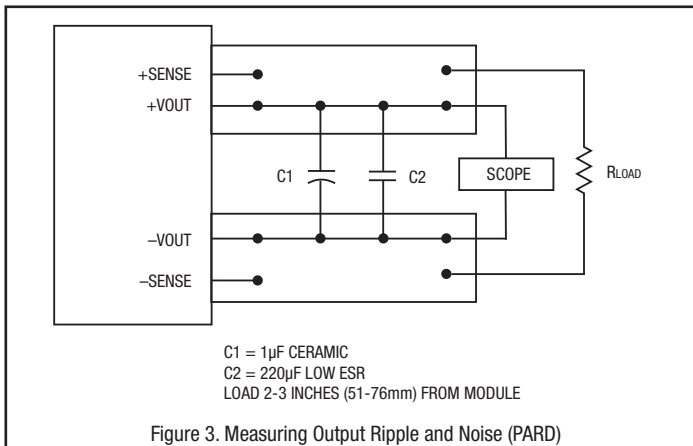 +SENSE
+VOUT
C1
C2
SCOPE
RLOAD
−VOUT
−SENSE
C1 = 1µF CERAMIC
C2 = 220µF LOW ESR
LOAD 2-3 INCHES (51-76mm) FROM MODULE
Figure 3. Measuring Output Ripple and Noise (PARD)